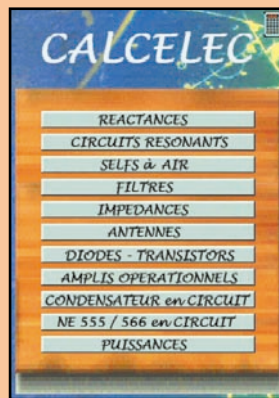 CALCELEC
REACTANCES
CIRCUITS RESONANTS
SELFS à AIR
FILTRES
IMPEDANCES
ANTENNES
DIODES - TRANSISTORS
AMPLIS OPERATIONNELS
CONDENSATEUR en CIRCUIT
NE 555 / 566 en CIRCUIT
PUISSANCES